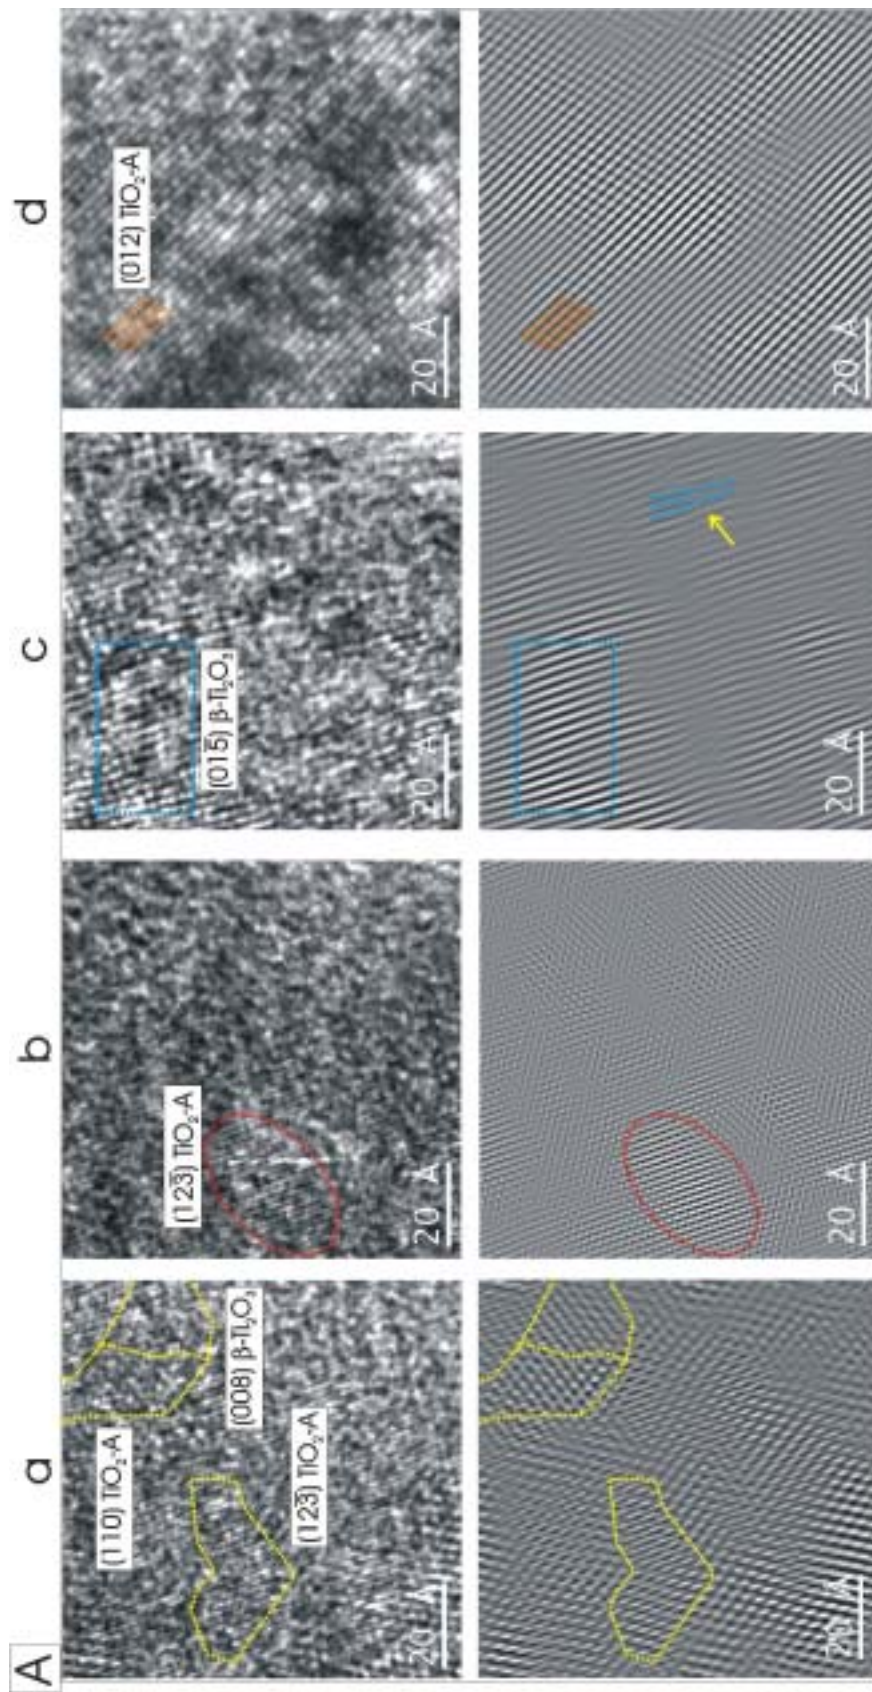 A
a
(110) TiO₂-A
(008) β-Ti₂O₃
(123̅) TiO₂-A
20 A
20 A
b
(123̅) TiO₂-A
20 A
20 A
c
(015̅) β-Ti₂O₃
20 A
20 A
d
(012) TiO₂-A
20 A
20 A